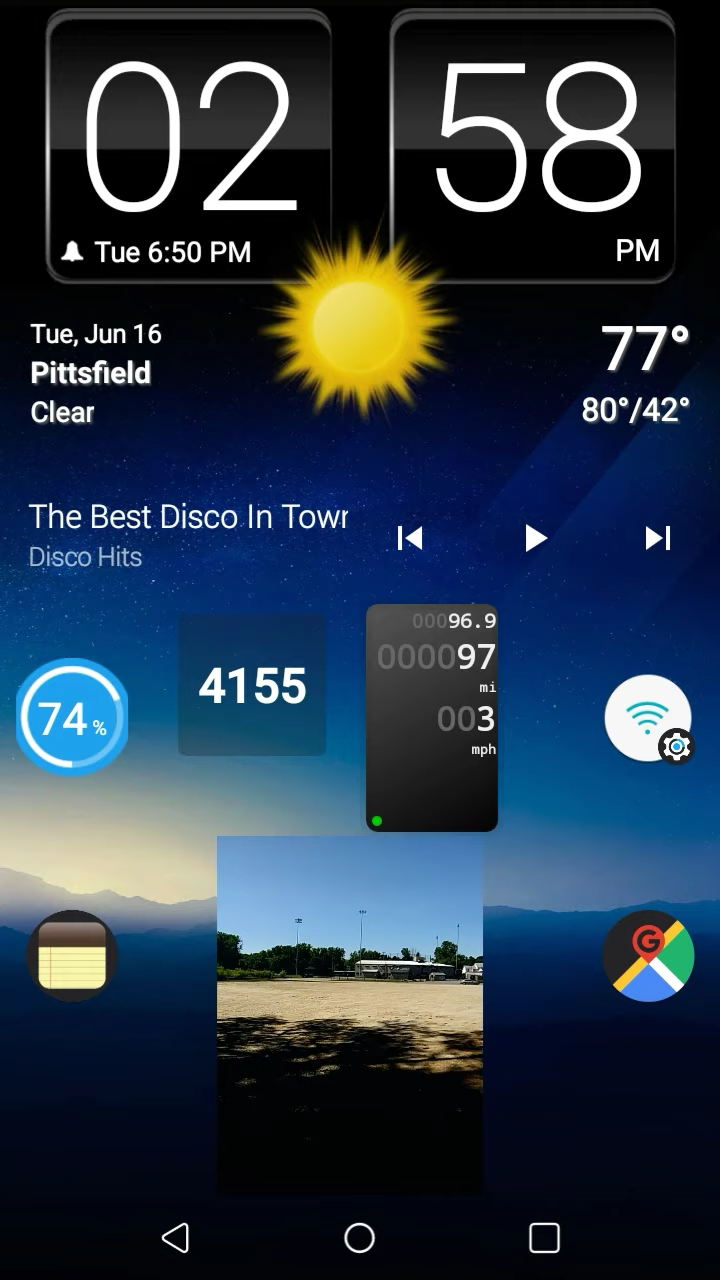 02 58
Tue 6:50 PM
PM
Tue, Jun 16
Pittsfield
Clear
77°
80°/42°
The Best Disco In Town
Disco Hits
74 %
4155
00096.9
000097
mi
003
mph
G